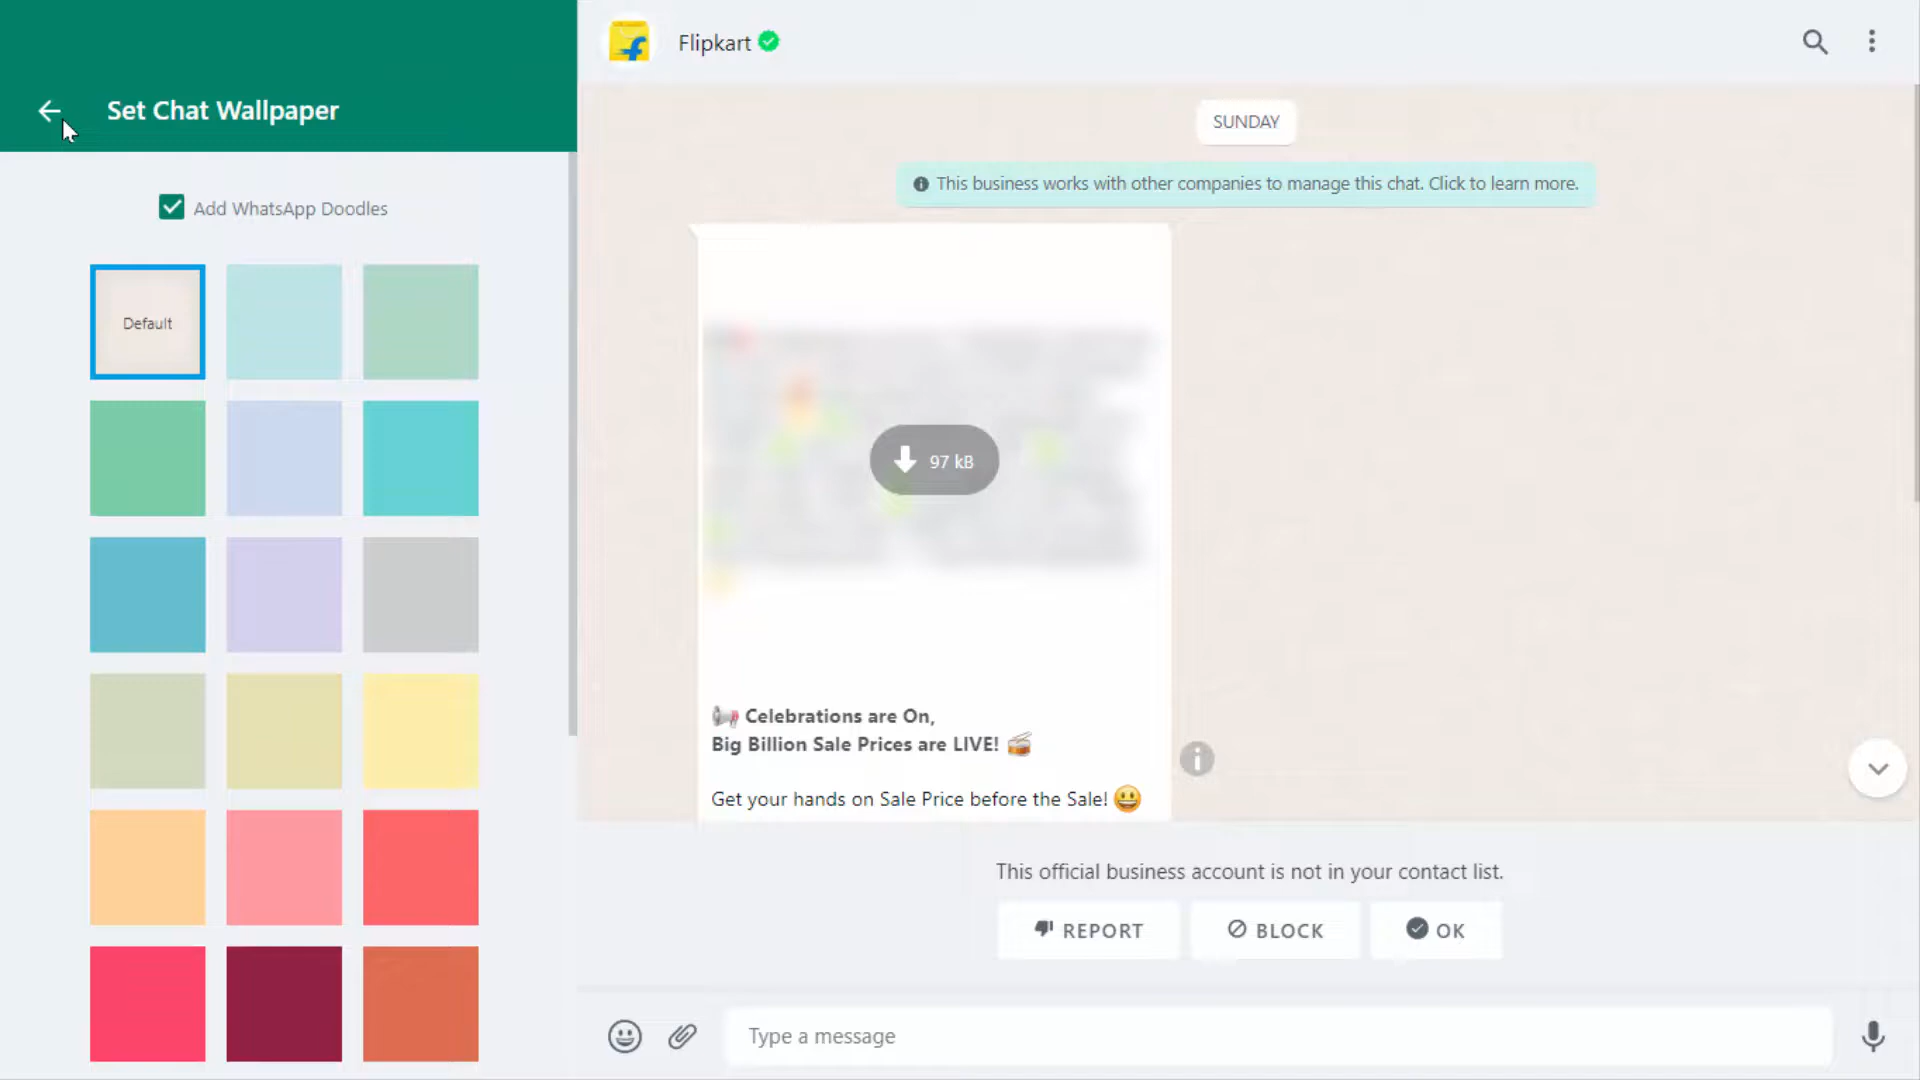 Set Chat Wallpaper
Add WhatsApp Doodles
Default
Flipkart
SUNDAY
This business works with other companies to manage this chat. Click to learn more.
97 kB
Celebrations are On,
Big Billion Sale Prices are LIVE!
Get your hands on Sale Price before the Sale!
This official business account is not in your contact list.
REPORT
BLOCK
OK
Type a message